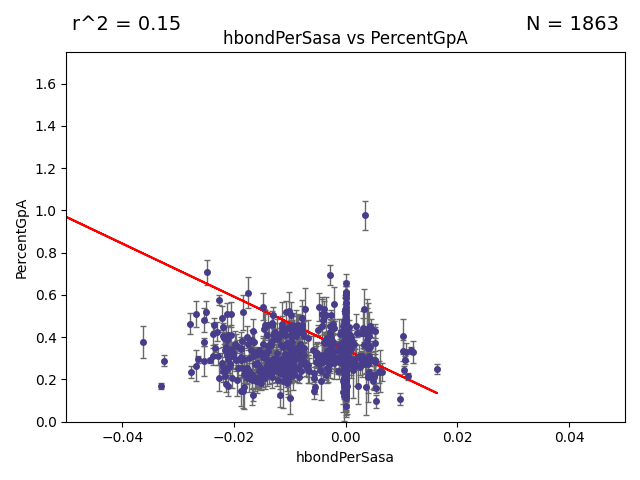 r^2 = 0.15
N = 1863
hbondPerSasa vs PercentGpA
1.6
1.4
1.2
1.0
0.8
0.6
0.4
0.2
0.0
PercentGpA
−0.04
−0.02
0.00
0.02
0.04
hbondPerSasa